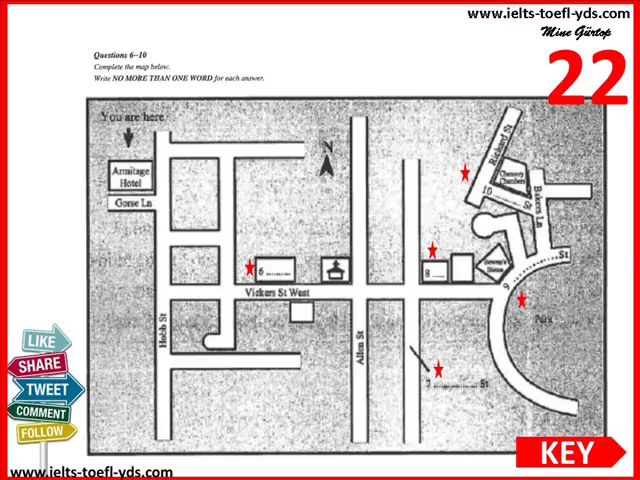 www.ielts-toefl-yds.com
Mine Gürtop
22
Questions 6–10
Complete the map below.
Write NO MORE THAN ONE WORD for each answer.
You are here
Armitage
Hotel
Gorse Ln
N
Richard St
Chancery
Chambers
10 ............ St
Bakers Ln
6 ............
8 ......
House
9 ............ St
Vickers St West
Park
Hobb St
Allen St
7 ............ St
LIKE
SHARE
TWEET
COMMENT
FOLLOW
KEY
www.ielts-toefl-yds.com